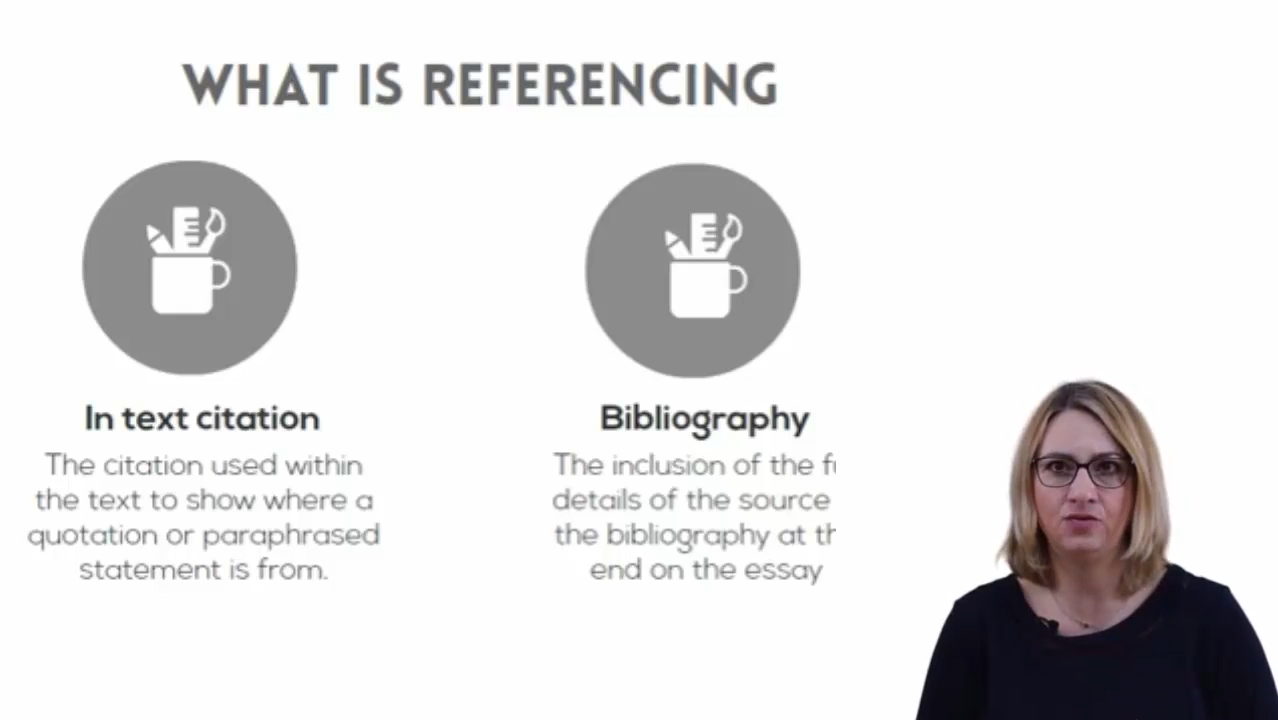 WHAT IS REFERENCING
In text citation
The citation used within
the text to show where a
quotation or paraphrased
statement is from.
Bibliography
The inclusion of the
details of the source
the bibliography at
end on the essay